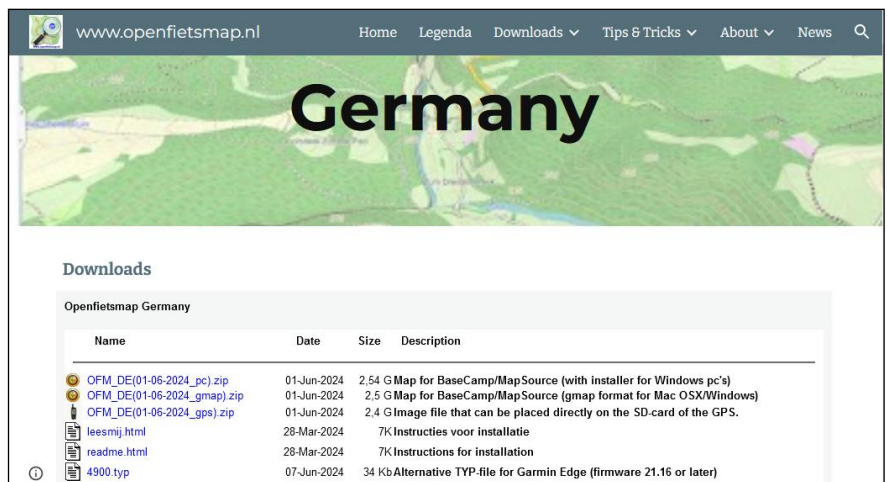 www.openfietsmap.nl Home Legenda Downloads Tips & Tricks About News
Germany
Downloads
Openfietsmap Germany
Name Date Size Description
OFM_DE(01-06-2024_pc).zip 01-Jun-2024 2,54 G Map for BaseCamp/MapSource (with installer for Windows pc's)
OFM_DE(01-06-2024_gmap).zip 01-Jun-2024 2,5 G Map for BaseCamp/MapSource (gmap format for Mac OSX/Windows)
OFM_DE(01-06-2024_gps).zip 01-Jun-2024 2,4 G Image file that can be placed directly on the SD-card of the GPS.
leesmij.html 28-Mar-2024 7K Instructies voor installatie
readme.html 28-Mar-2024 7K Instructions for installation
4900.typ 07-Jun-2024 34 Kb Alternative TYP-file for Garmin Edge (firmware 21.16 or later)